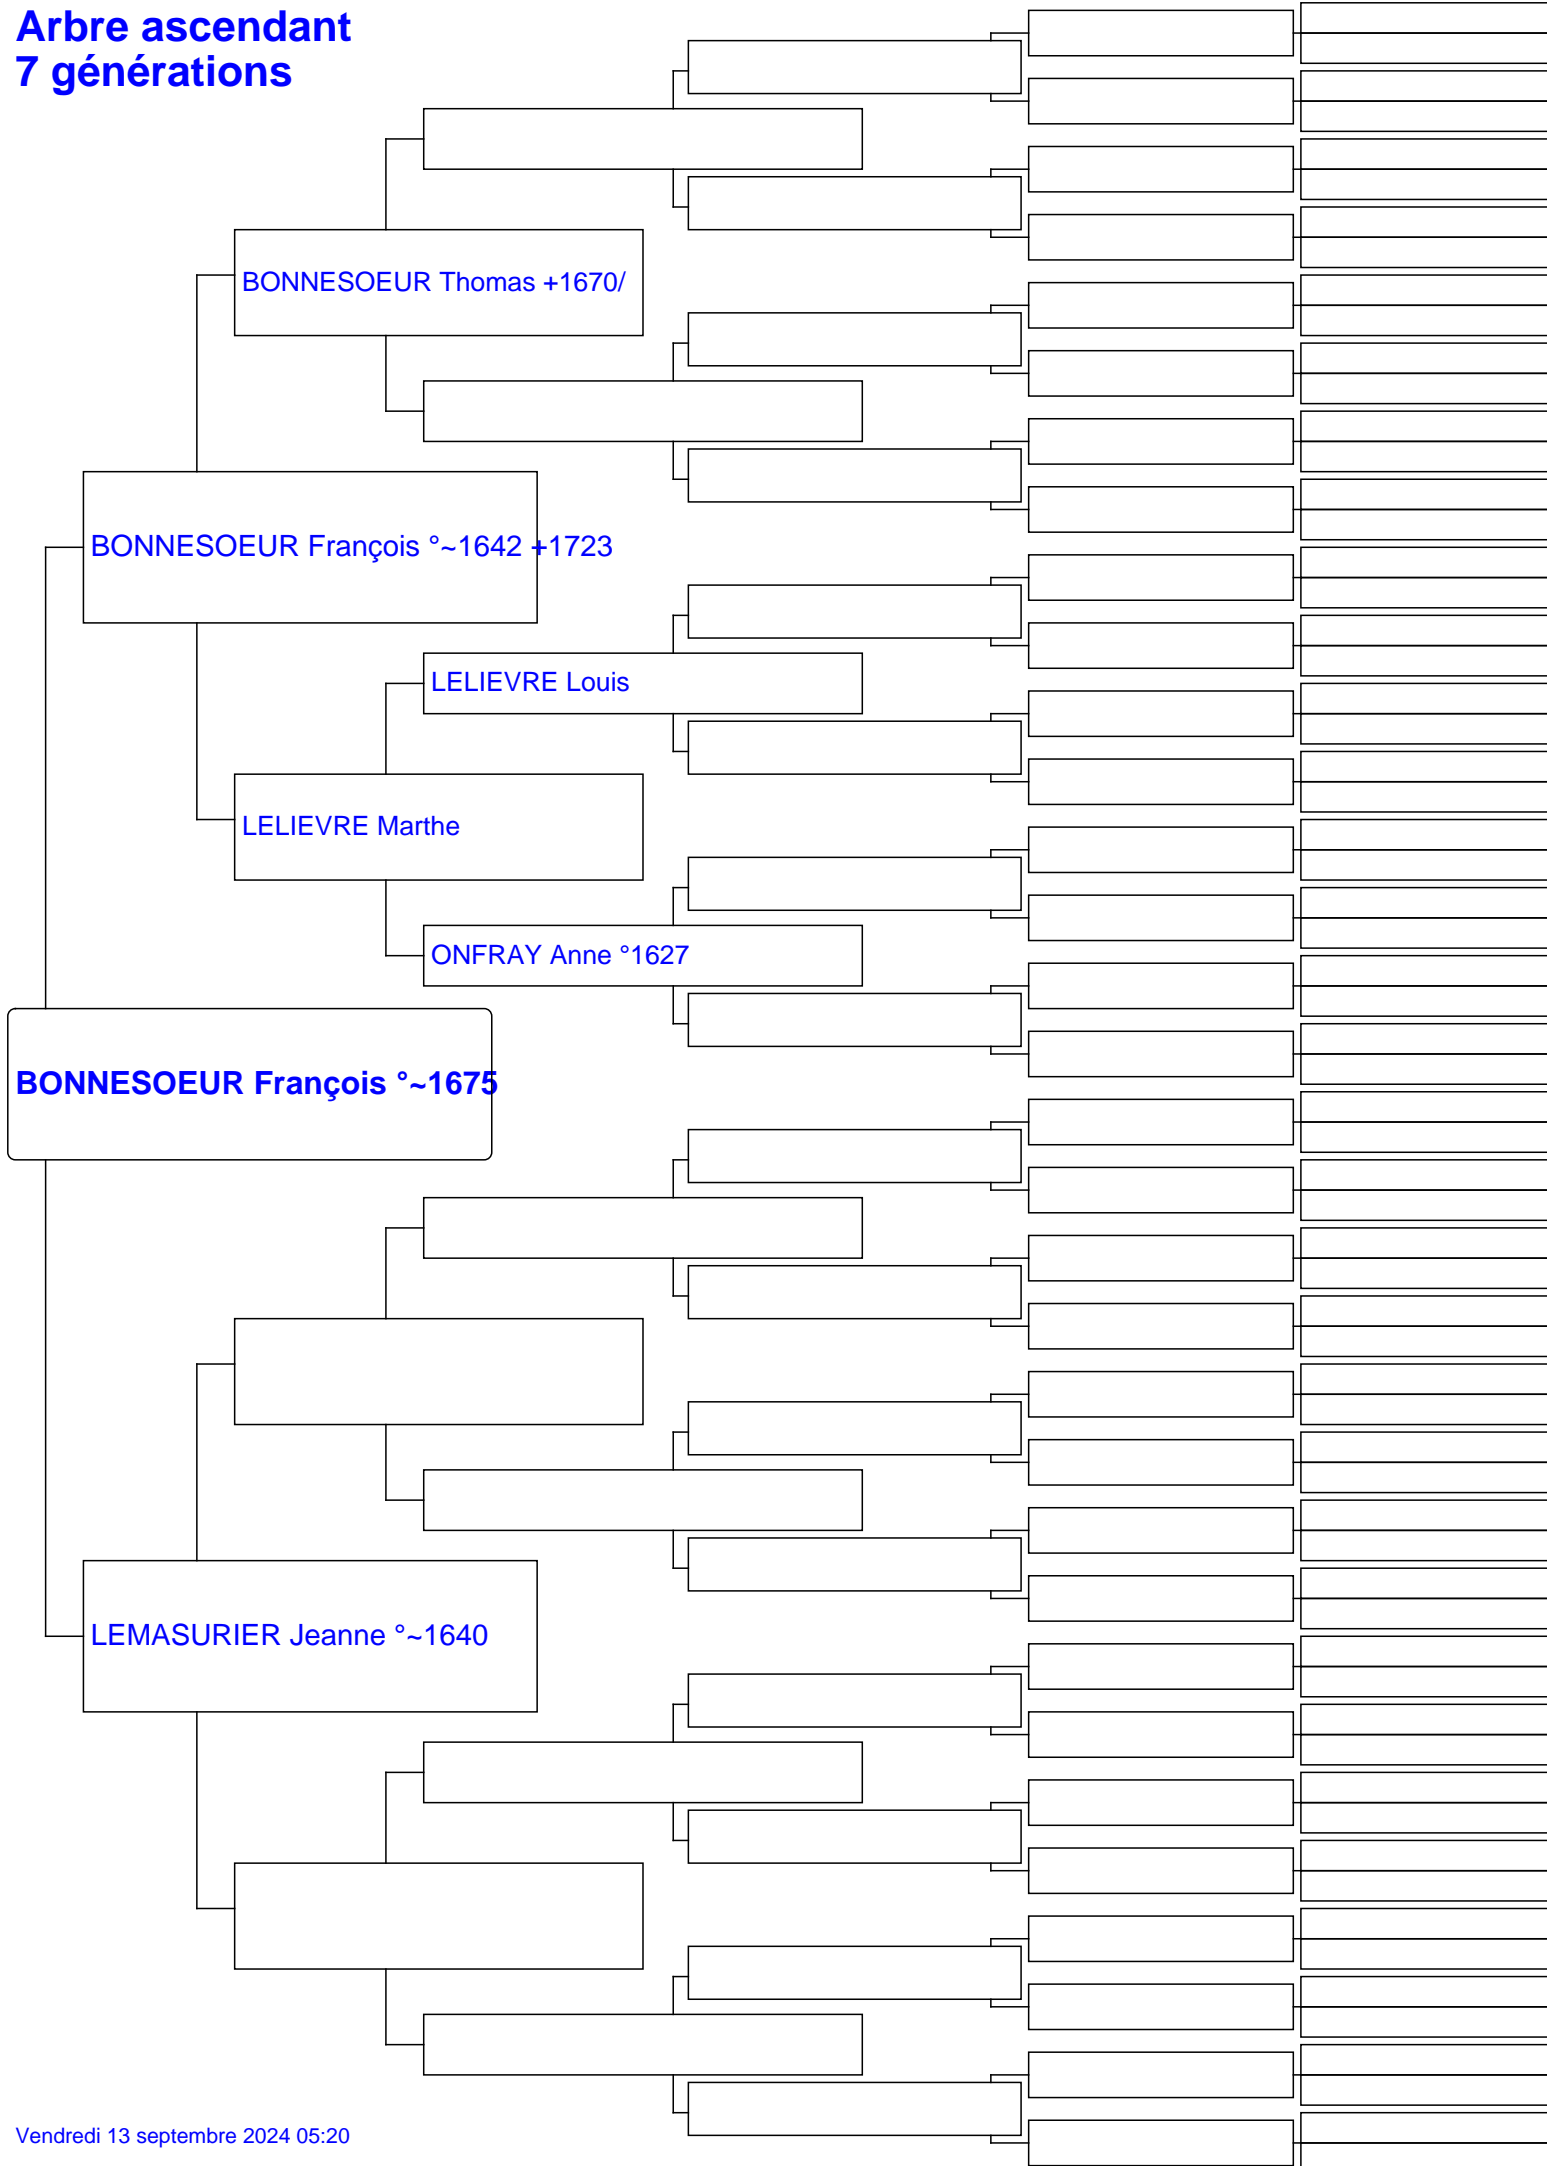 Arbre ascendant
7 générations
BONNESOEUR Thomas +1670/
BONNESOEUR François °~1642 +1723
LELIEVRE Louis
LELIEVRE Marthe
ONFRAY Anne °1627
BONNESOEUR François °~1675
LEMASURIER Jeanne °~1640
Vendredi 13 septembre 2024 05:20